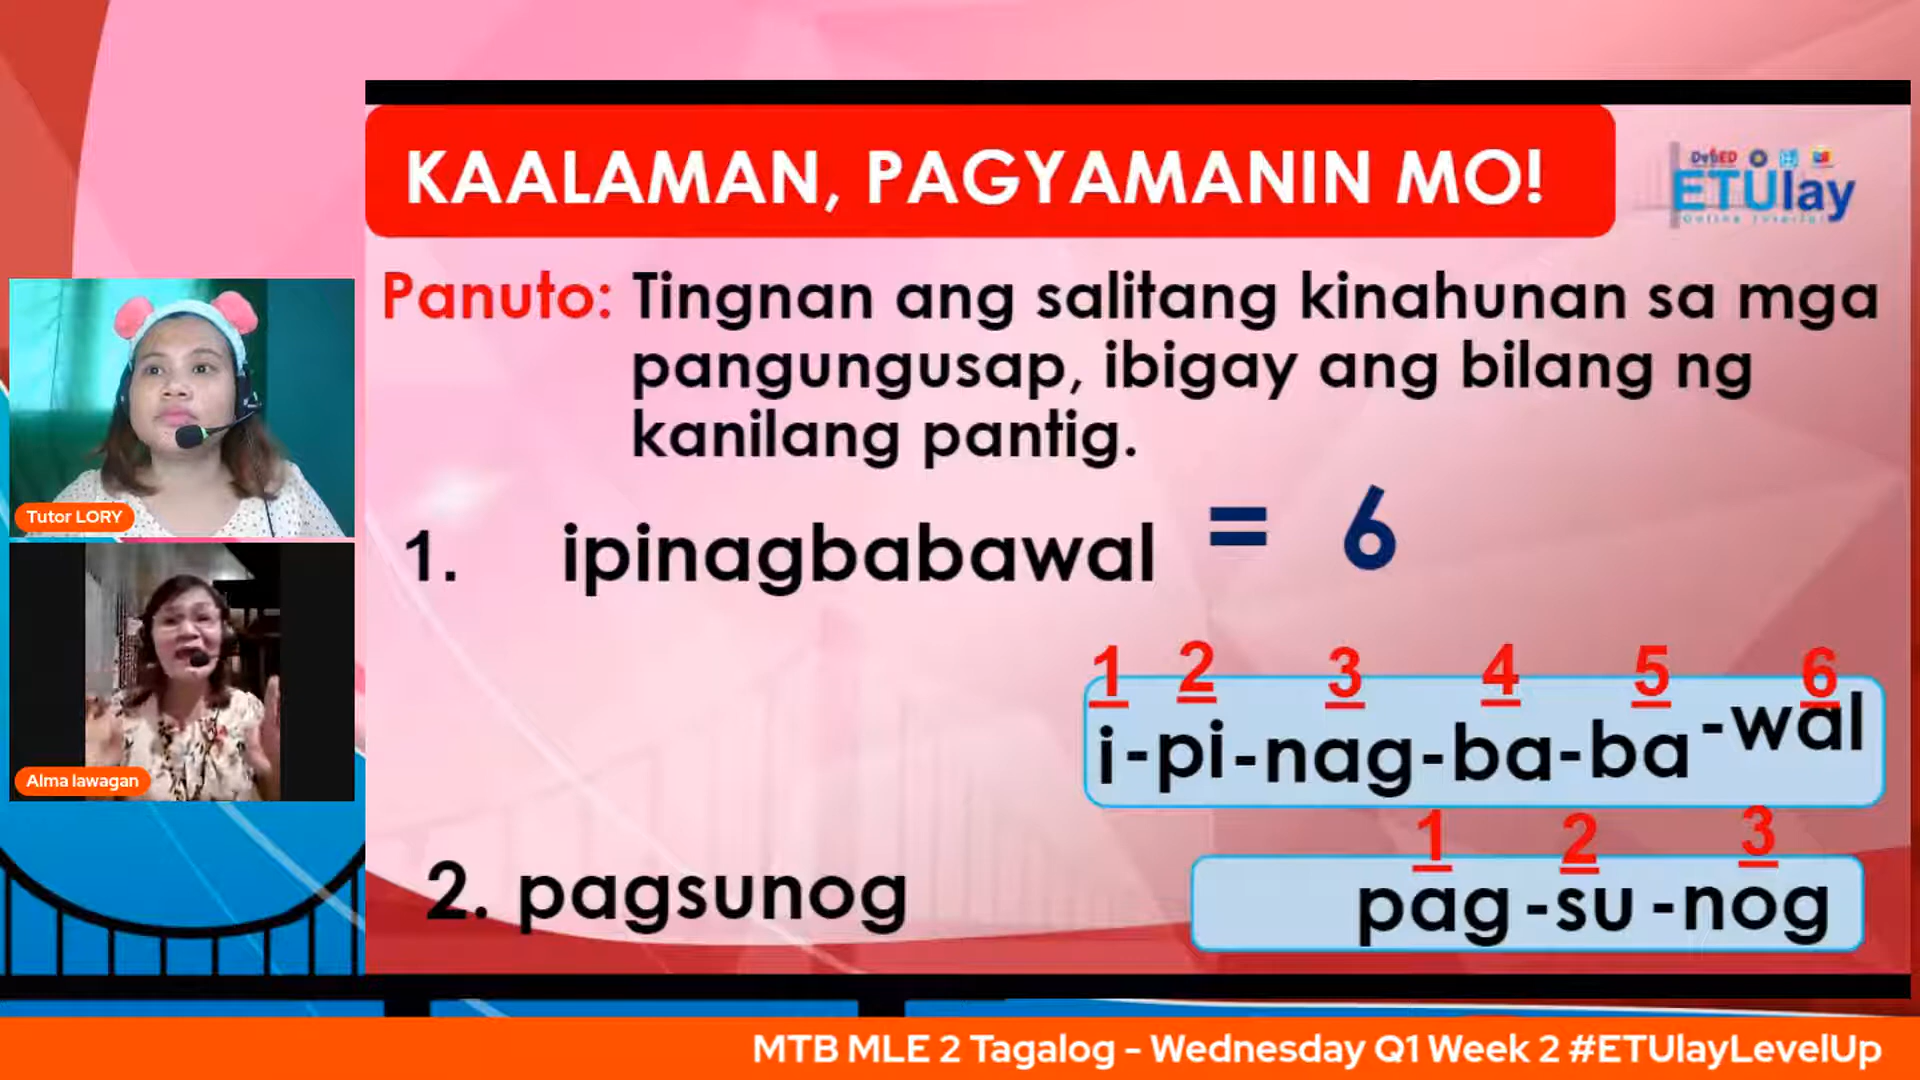 KAALAMAN, PAGYAMANIN MO!
DepED
ETUlay
Panuto: Tingnan ang salitang kinahunan sa mga
pangungusap, ibigay ang bilang ng
kanilang pantig.
1. ipinagbabawal = 6
1 2 3 4 5 6
i-pi-nag-ba-ba-wal
1 2 3
2. pagsunog pag-su-nog
Tutor LORY
Alma lawagan
MTB MLE 2 Tagalog - Wednesday Q1 Week 2 #ETUlayLevelUp